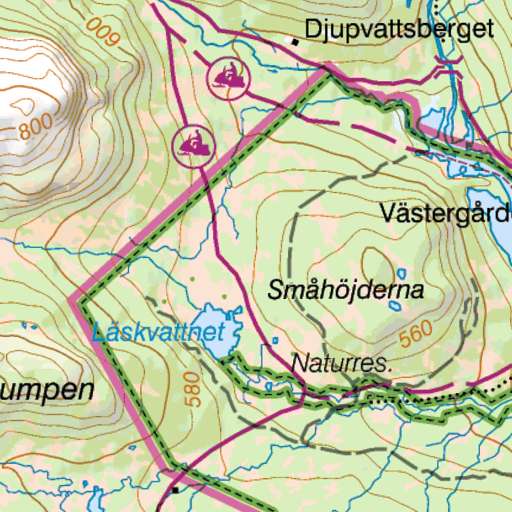 Djupvattsberget
600
800
Västergård
Småhöjderna
Läskvattnet
560
Naturres.
580
umpen